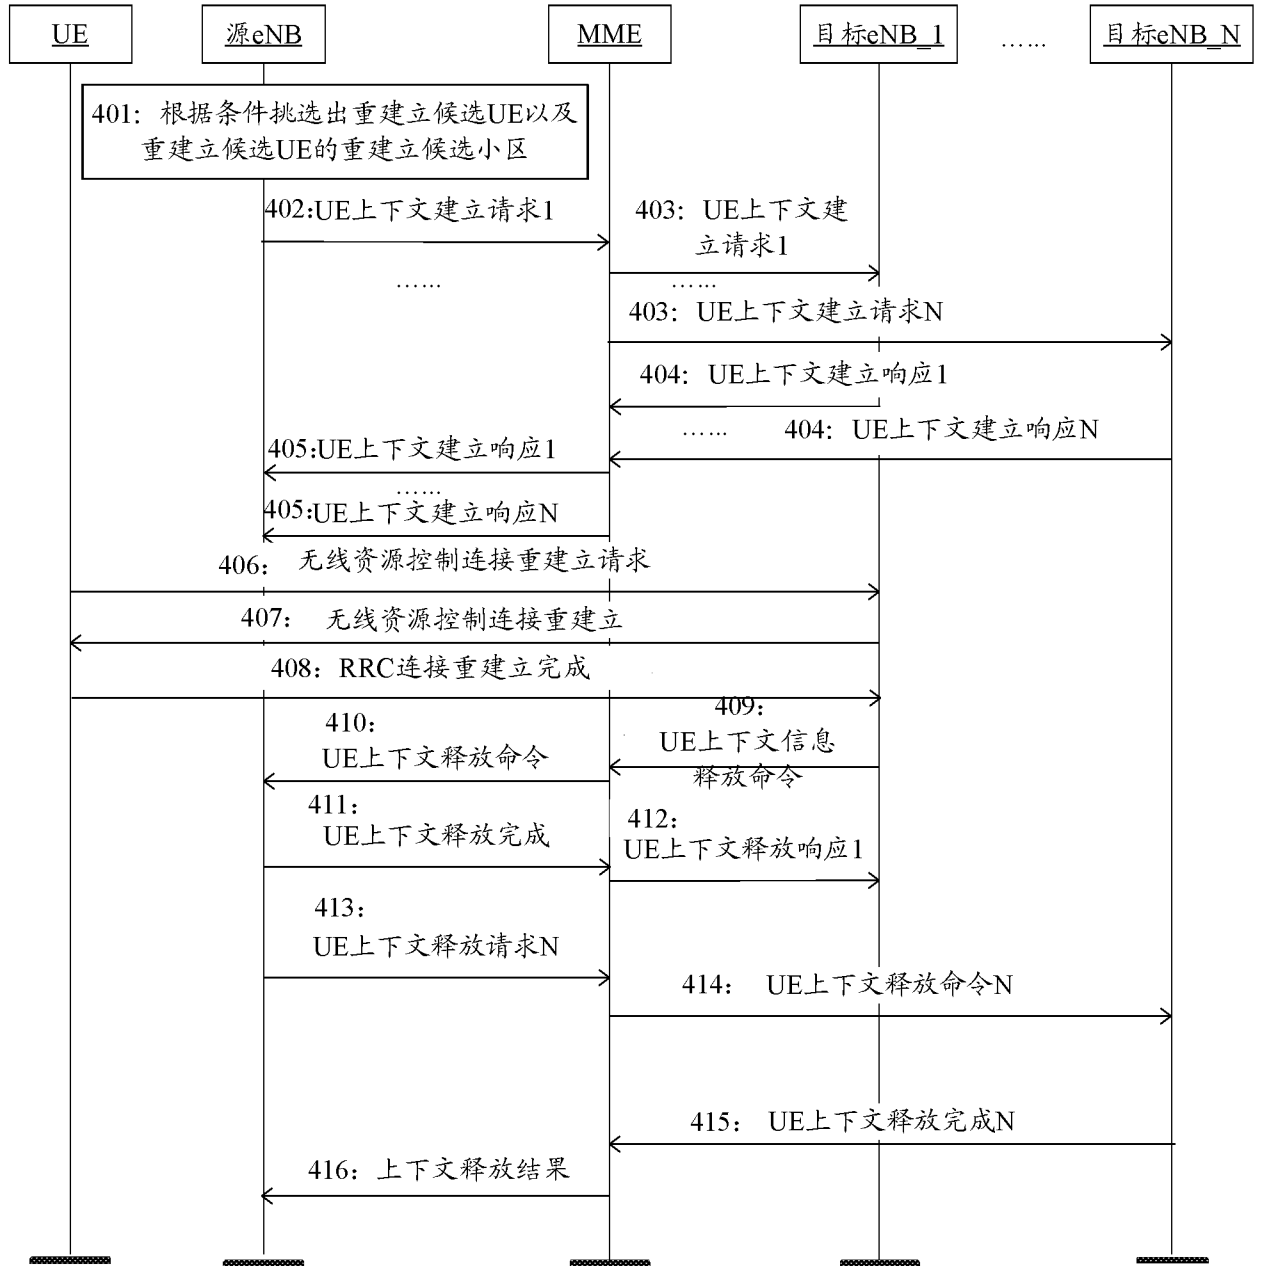 UE
源eNB
MME
目标eNB_1
……
目标eNB_N
401：根据条件挑选出重建立候选UE以及
重建立候选UE的重建立候选小区
402:UE上下文建立请求1
403：UE上下文建
立请求1
……
……
403：UE上下文建立请求N
404：UE上下文建立响应1
……
404：UE上下文建立响应N
405:UE上下文建立响应1
……
405:UE上下文建立响应N
406：无线资源控制连接重建立请求
407：无线资源控制连接重建立
408：RRC连接重建立完成
409：
UE上下文信息
释放命令
410：
UE上下文释放命令
411：
UE上下文释放完成
412：
UE上下文释放响应1
413：
UE上下文释放请求N
414：UE上下文释放命令N
415：UE上下文释放完成N
416：上下文释放结果